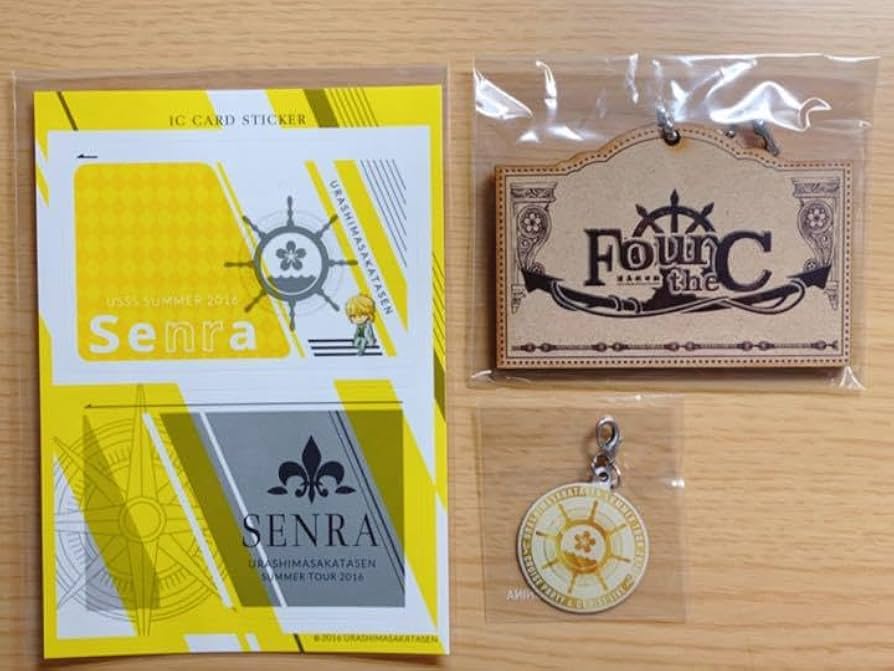 IC CARD STICKER
URASHIMASAKATASEN
USSS SUMMER 2016
Senra
SENRA
URASHIMASAKATASEN
SUMMER TOUR 2016
©2016 URASHIMASAKATASEN
Four
the C